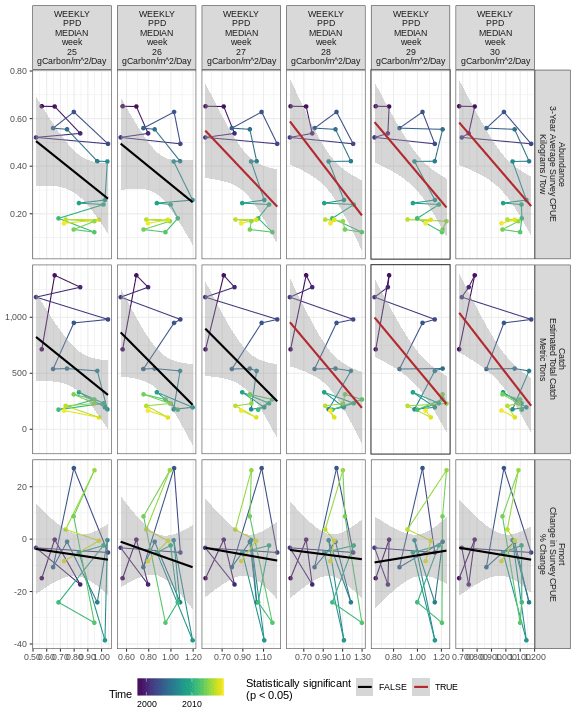 WEEKLY PPD MEDIAN week 25 gCarbon/m^2/Day
WEEKLY PPD MEDIAN week 26 gCarbon/m^2/Day
WEEKLY PPD MEDIAN week 27 gCarbon/m^2/Day
WEEKLY PPD MEDIAN week 28 gCarbon/m^2/Day
WEEKLY PPD MEDIAN week 29 gCarbon/m^2/Day
WEEKLY PPD MEDIAN week 30 gCarbon/m^2/Day
0.80
0.60
0.40
0.20
Abundance
3-Year Average Survey CPUE
Kilograms/Tow
1,000
500
0
Catch
Estimated Total Catch
Metric Tons
20
0
-20
-40
Fmort
Change in Survey CPUE
% Change
0.50 0.60 0.70 0.80 0.90 1.00
0.60 0.80 1.00 1.20
0.70 0.90 1.10
0.70 0.90 1.10 1.30
0.80 1.00 1.20
Time
2000 2010
Statistically significant
(p < 0.05)
FALSE
TRUE